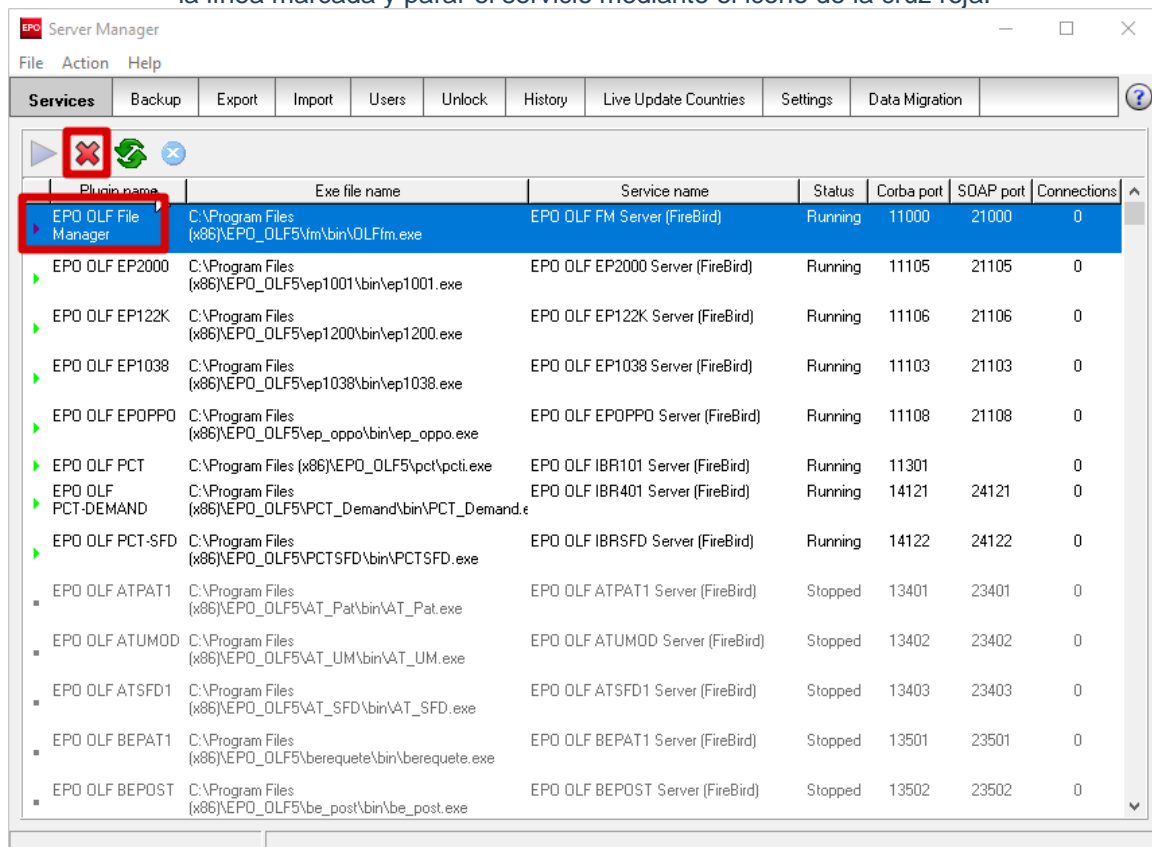 la línea marcada y parar el servicio mediante el icono de la cruz roja.
EPO Server Manager
File Action Help
Services Backup Export Import Users Unlock History Live Update Countries Settings Data Migration ?
Plugin name Exe file name Service name Status Corba port SOAP port Connections
EPO OLF File C:\Program Files EPO OLF FM Server (FireBird) Running 11000 21000 0
Manager (x86)\EPO_OLF5\fm\bin\OLFfm.exe
EPO OLF EP2000 C:\Program Files EPO OLF EP2000 Server (FireBird) Running 11105 21105 0
(x86)\EPO_OLF5\ep1001\bin\ep1001.exe
EPO OLF EP122K C:\Program Files EPO OLF EP122K Server (FireBird) Running 11106 21106 0
(x86)\EPO_OLF5\ep1200\bin\ep1200.exe
EPO OLF EP1038 C:\Program Files EPO OLF EP1038 Server (FireBird) Running 11103 21103 0
(x86)\EPO_OLF5\ep1038\bin\ep1038.exe
EPO OLF EPOPPO C:\Program Files EPO OLF EPOPPO Server (FireBird) Running 11108 21108 0
(x86)\EPO_OLF5\ep_oppo\bin\ep_oppo.exe
EPO OLF PCT C:\Program Files (x86)\EPO_OLF5\pct\pcti.exe EPO OLF IBR101 Server (FireBird) Running 11301 0
EPO OLF C:\Program Files EPO OLF IBR401 Server (FireBird) Running 14121 24121 0
PCT-DEMAND (x86)\EPO_OLF5\PCT_Demand\bin\PCT_Demand.e
EPO OLF PCT-SFD C:\Program Files EPO OLF IBRSFD Server (FireBird) Running 14122 24122 0
(x86)\EPO_OLF5\PCTSFD\bin\PCTSFD.exe
EPO OLF ATPAT1 C:\Program Files EPO OLF ATPAT1 Server (FireBird) Stopped 13401 23401 0
(x86)\EPO_OLF5\AT_Pat\bin\AT_Pat.exe
EPO OLF ATUMOD C:\Program Files EPO OLF ATUMOD Server (FireBird) Stopped 13402 23402 0
(x86)\EPO_OLF5\AT_UM\bin\AT_UM.exe
EPO OLF ATSFD1 C:\Program Files EPO OLF ATSFD1 Server (FireBird) Stopped 13403 23403 0
(x86)\EPO_OLF5\AT_SFD\bin\AT_SFD.exe
EPO OLF BEPAT1 C:\Program Files EPO OLF BEPAT1 Server (FireBird) Stopped 13501 23501 0
(x86)\EPO_OLF5\berequete\bin\berequete.exe
EPO OLF BEPOST C:\Program Files EPO OLF BEPOST Server (FireBird) Stopped 13502 23502 0
(x86)\EPO_OLF5\be_post\bin\be_post.exe